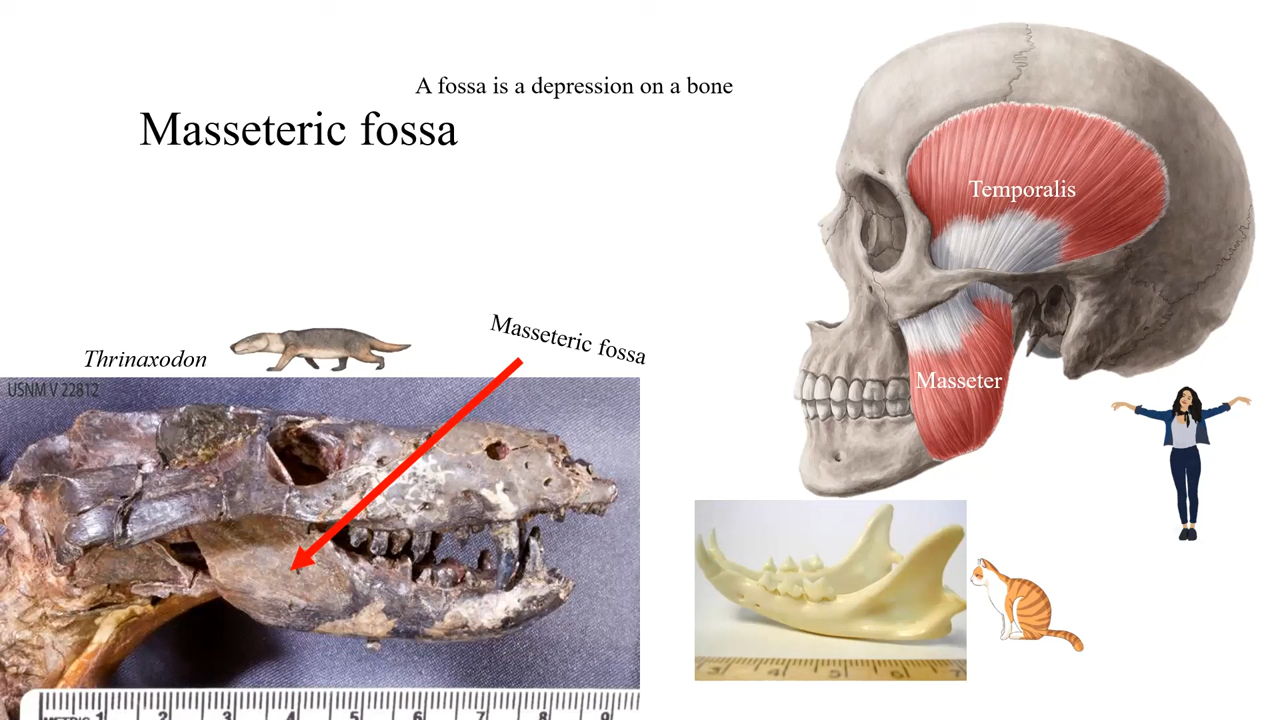 A fossa is a depression on a bone
Masseteric fossa
Temporalis
Masseteric fossa
Thrinaxodon
Masseter
USNM V 22812
METRIC 1 2 3 4 5 6 7 8 9
3 4 5 6 7